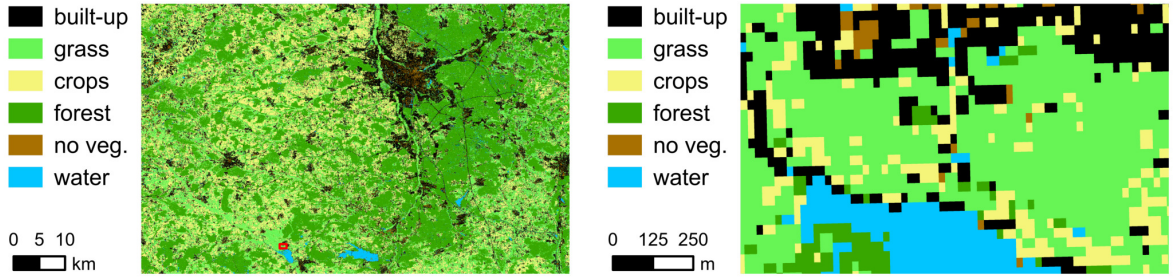 built-up
grass
crops
forest
no veg.
water
0 5 10
km
built-up
grass
crops
forest
no veg.
water
0 125 250
m